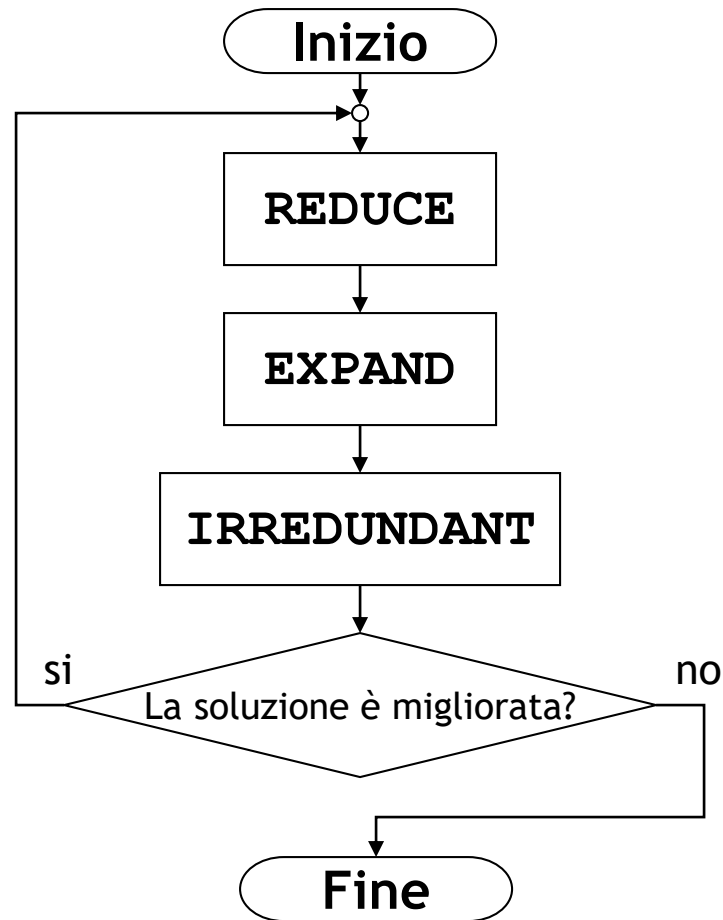 Inizio
REDUCE
EXPAND
IRREDUNDANT
si
no
La soluzione è migliorata?
Fine